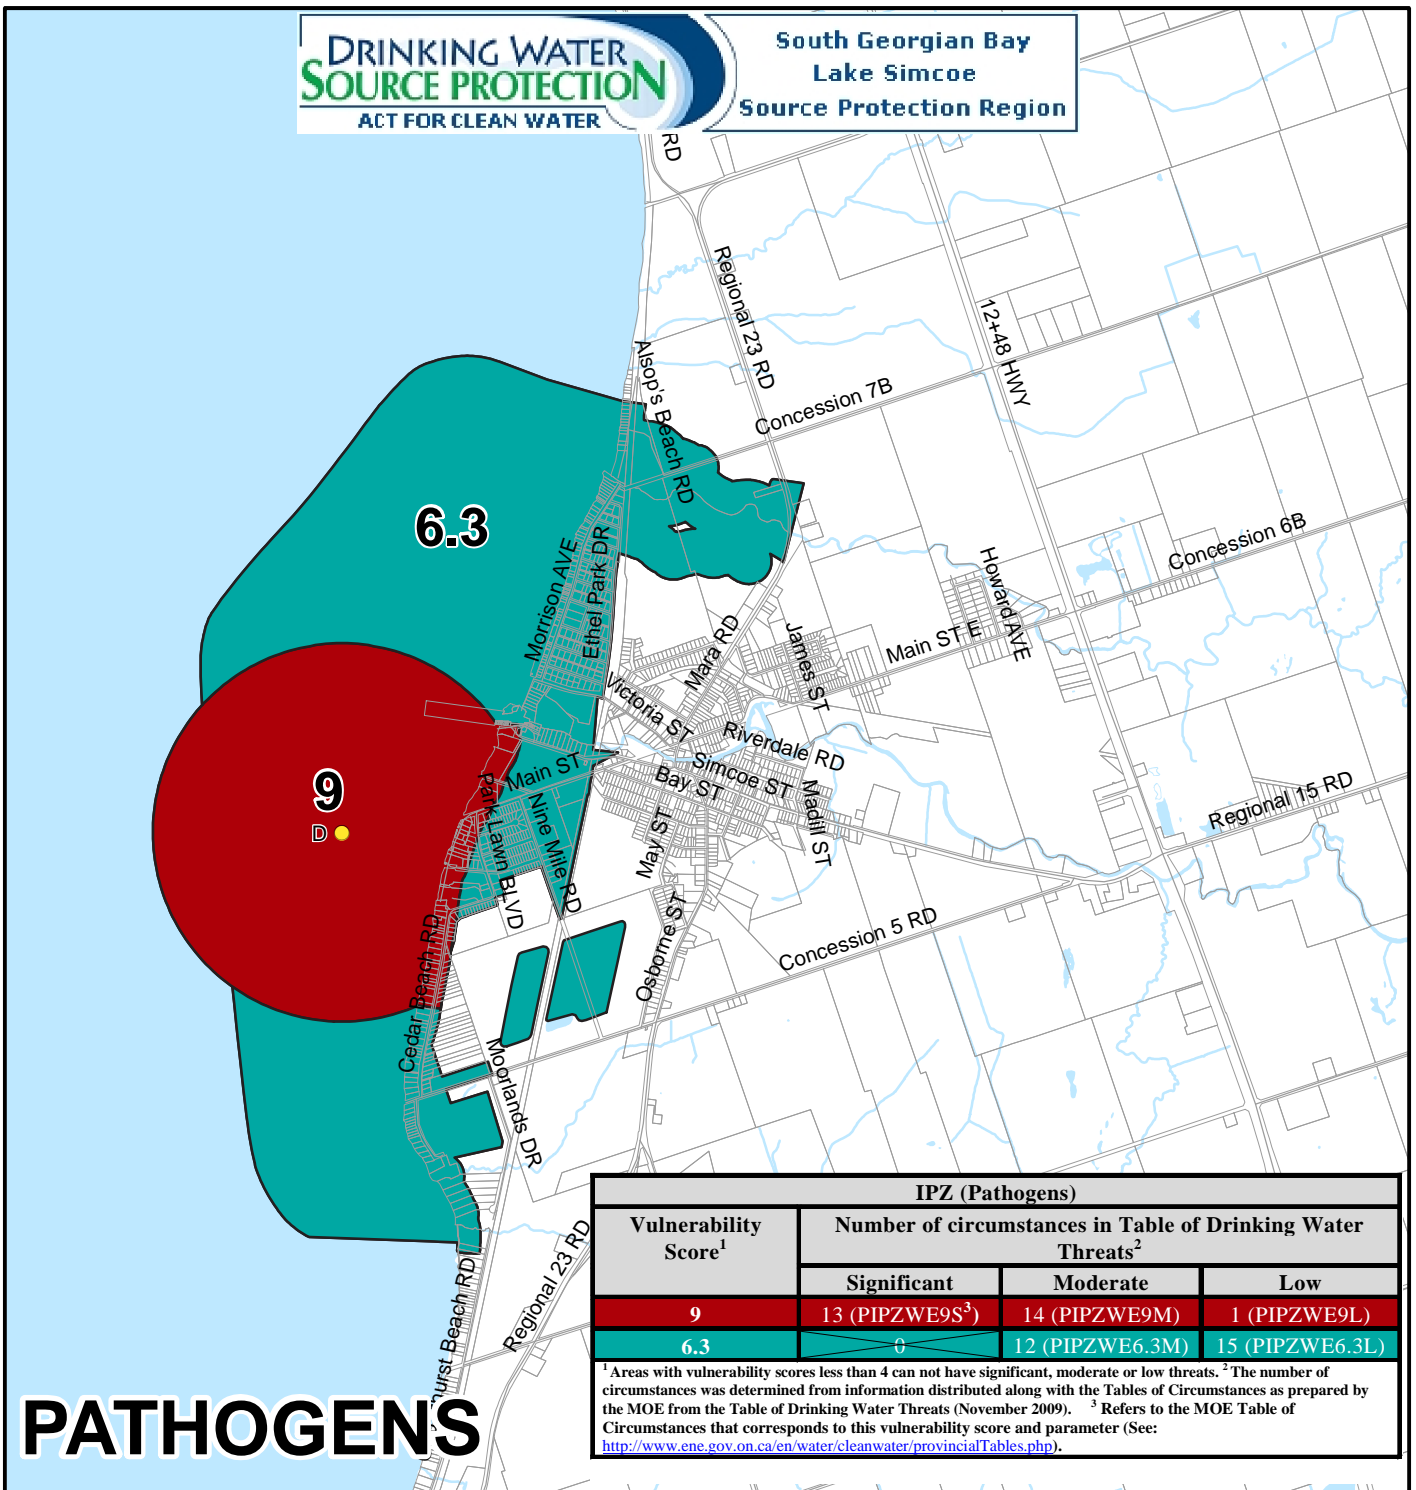 DRINKING WATER
SOURCE PROTECTION
ACT FOR CLEAN WATER
South Georgian Bay
Lake Simcoe
Source Protection Region
RD
Regional 23 RD
12+48 HWY
Alsop's Beach RD
Concession 7B
6.3
Concession 6B
Morrison AVE
Ethel Park DR
Howard AVE
Mara RD
James ST
Main ST E
Victoria ST
Riverdale RD
Simcoe ST
Bay ST
Main ST
9
D
Park Lawn BLVD
Nine Mile RD
May ST
Madill ST
Regional 15 RD
Osborne ST
Concession 5 RD
Cedar Beach RD
Moorlands DR
Regional 23 RD
hurst Beach RD
PATHOGENS
IPZ (Pathogens)
Vulnerability
Score1
Number of circumstances in Table of Drinking Water
Threats2
Significant Moderate Low
9 13 (PIPZWE9S3) 14 (PIPZWE9M) 1 (PIPZWE9L)
6.3 0 12 (PIPZWE6.3M) 15 (PIPZWE6.3L)
1 Areas with vulnerability scores less than 4 can not have significant, moderate or low threats. 2 The number of
circumstances was determined from information distributed along with the Tables of Circumstance as prepared by
the MOE from the Table of Drinking Water Threats (November 2009). 3 Refers to the MOE Table of
Circumstances that corresponds to this vulnerability score and parameter (See:
http://www.ene.gov.on.ca/en/water/cleanwater/provincialTables.php).